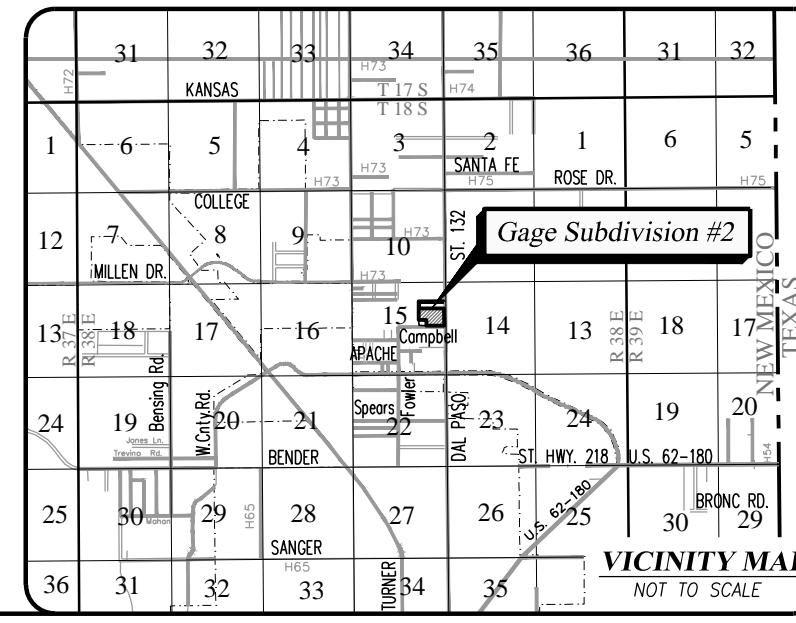 31 32 33 34 35 36 31 32
H72
H73
H74
KANSAS
T 17 S
T 18 S
1 6 5 4 3 2 1 6 5
SANTA FE
H73
H73
H75
ROSE DR.
H75
COLLEGE
ST. 132
12 7 8 9 10
H73
Gage Subdivision #2
MILLEN DR.
H73
NEW MEXICO
TEXAS
13 18 17 16 15 14 13 18 17
R 37 E
R 38 E
R 38 E
R 39 E
Campbell
APACHE
Bensing Rd.
W.Cnty.Rd.
Spears
Fowler
DAL PASO
24 19 20 21 22 23 24 19 20
Jones Ln.
Trevino Rd.
BENDER
ST. HWY. 218
U.S. 62-180
H54
U.S. 62-180
BRONC RD.
25 30 29 28 27 26 25 30 29
Mahan
H65
SANGER
H65
TURNER
36 31 32 33 34 35
VICINITY MA
NOT TO SCALE